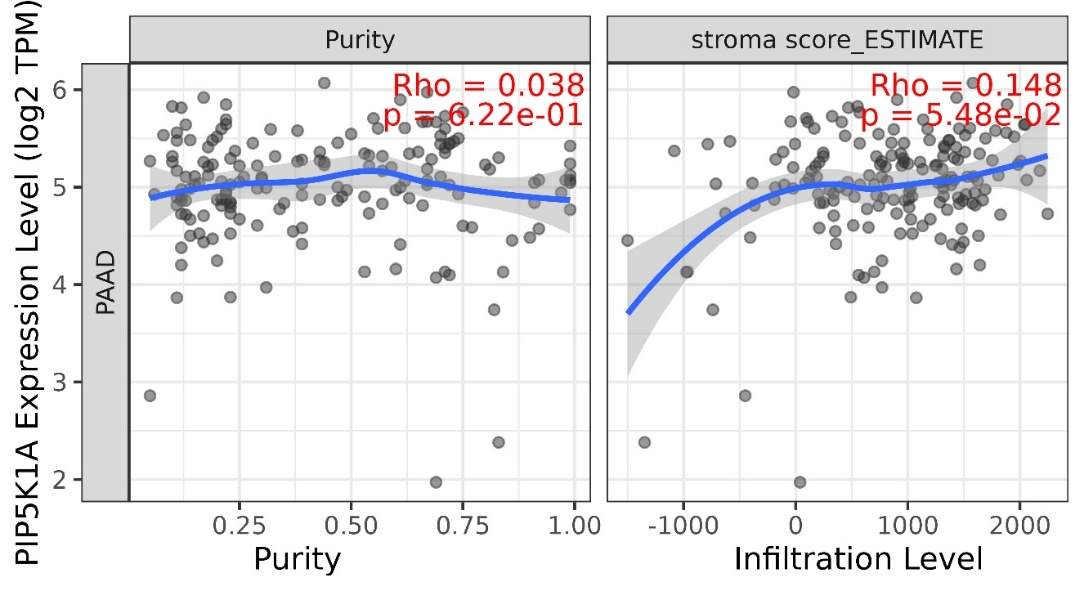 Purity
stroma score_ESTIMATE
PIP5K1A Expression Level (log2 TPM)
PAAD
6
5
4
3
2
Rho = 0.038
p = 6.22e-01
Rho = 0.148
p = 5.48e-02
0.25 0.50 0.75 1.00
-1000 0 1000 2000
Purity
Infiltration Level